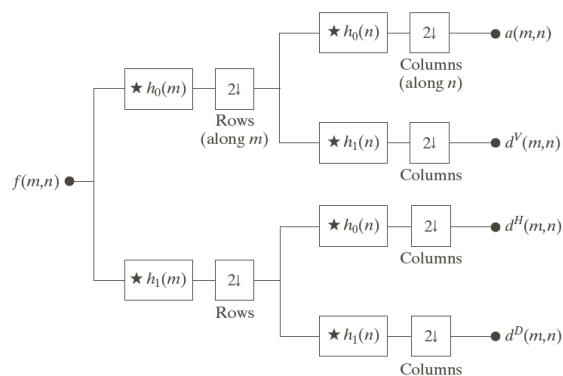 ★ h₀(n)
2↓
a(m,n)
Columns
(along n)
★ h₀(m)
2↓
Rows
(along m)
★ h₁(n)
2↓
dⱽ(m,n)
Columns
f(m,n)
★ h₀(n)
2↓
dᴴ(m,n)
Columns
★ h₁(m)
2↓
Rows
★ h₁(n)
2↓
dᴰ(m,n)
Columns